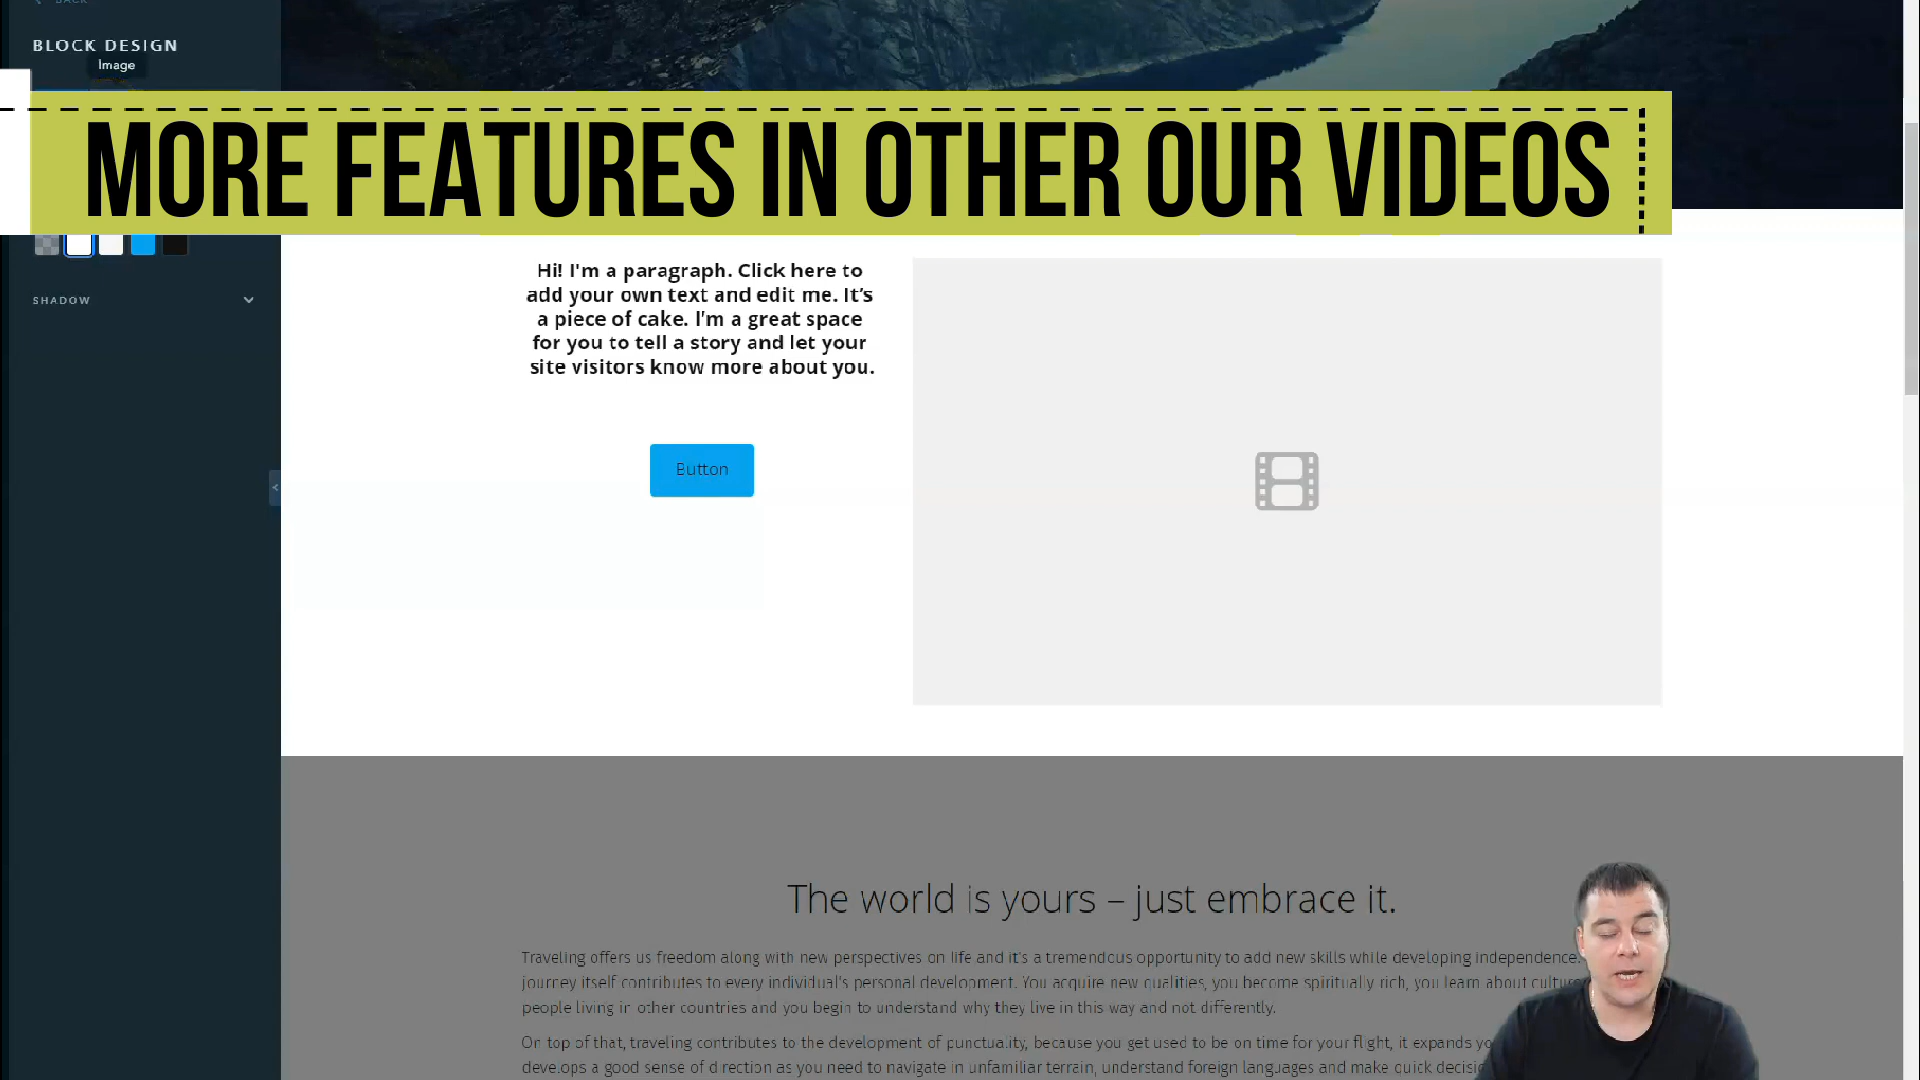 BACK
BLOCK DESIGN
Image
MORE FEATURES IN OTHER OUR VIDEOS
SHADOW
Hi! I'm a paragraph. Click here to
add your own text and edit me. It's
a piece of cake. I'm a great space
for you to tell a story and let your
site visitors know more about you.
Button
The world is yours – just embrace it.
Traveling offers us freedom along with new perspectives on life and it's a tremendous opportunity to add new skills while developing independence.
journey itself contributes to every individual's personal development. You acquire new qualities, you become spiritually rich, you learn about
people living in other countries and you begin to understand why they live in this way and not differently.
On top of that, traveling contributes to the development of punctuality, because you get used to be on time for your flight, it expands
develops a good sense of direction as you need to navigate in unfamiliar terrain, understand foreign languages and make quick